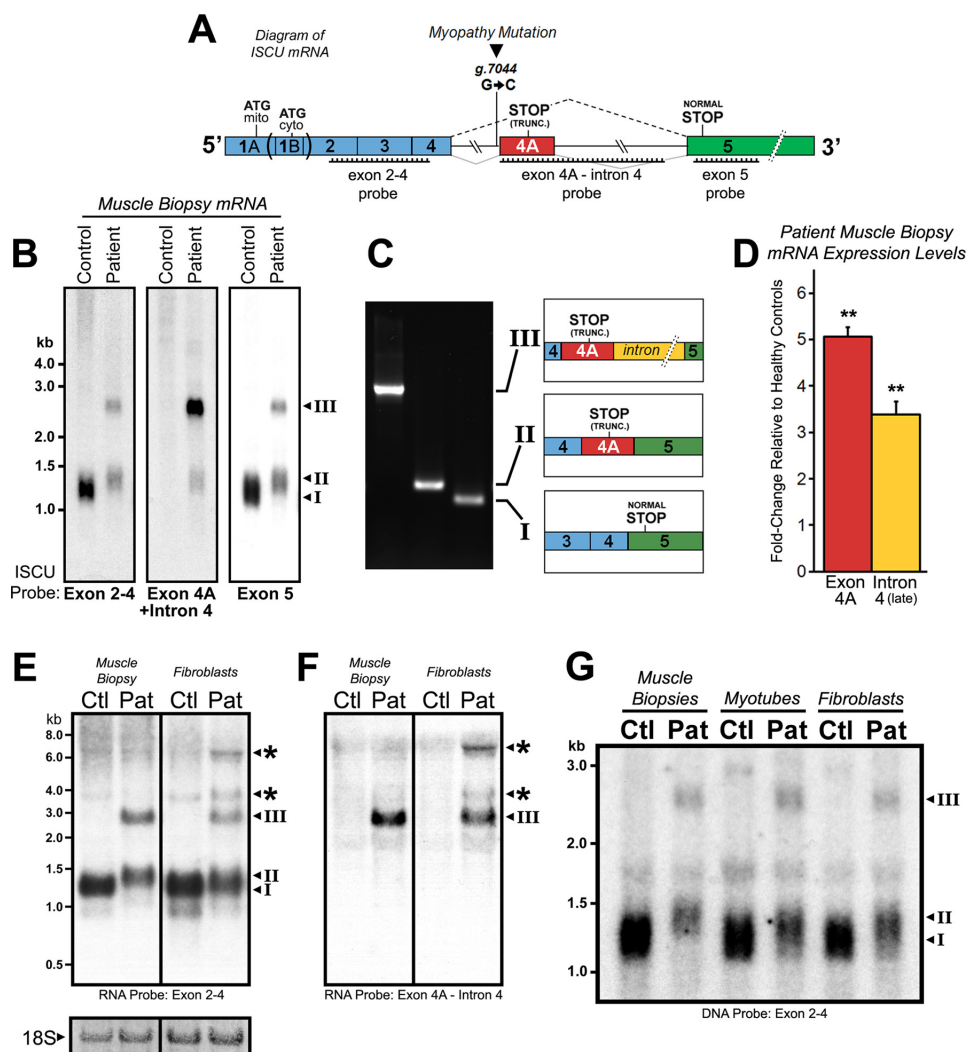 A
Diagram of
ISCU mRNA
Myopathy Mutation
g.7044
G→C
ATG
mito
ATG
cyto
STOP
(TRUNC.)
NORMAL
STOP
5'
1A
(1B)
2
3
4
4A
5
3'
exon 2-4
probe
exon 4A - intron 4
probe
exon 5
probe
B
Muscle Biopsy mRNA
Control
Patient
Control
Patient
Control
Patient
kb
4.0
3.0
2.0
1.5
1.0
III
II
I
ISCU
Probe:
Exon 2-4
Exon 4A
+Intron 4
Exon 5
C
III
STOP
(TRUNC.)
4
4A
intron
5
II
STOP
(TRUNC.)
4
4A
5
I
NORMAL
STOP
3
4
5
D
Patient Muscle Biopsy
mRNA Expression Levels
Fold-Change Relative to Healthy Controls
6
5
4
3
2
1
0
**
**
Exon
4A
Intron
4 (late)
E
Muscle
Biopsy
Fibroblasts
Ctl
Pat
Ctl
Pat
kb
8.0
6.0
4.0
3.0
2.0
1.5
1.0
0.5
*
*
III
II
I
RNA Probe: Exon 2-4
18S
F
Muscle
Biopsy
Fibroblasts
Ctl
Pat
Ctl
Pat
*
*
III
RNA Probe: Exon 4A - Intron 4
G
Muscle
Biopsies
Myotubes
Fibroblasts
Ctl
Pat
Ctl
Pat
Ctl
Pat
kb
3.0
2.0
1.5
1.0
III
II
I
DNA Probe: Exon 2-4